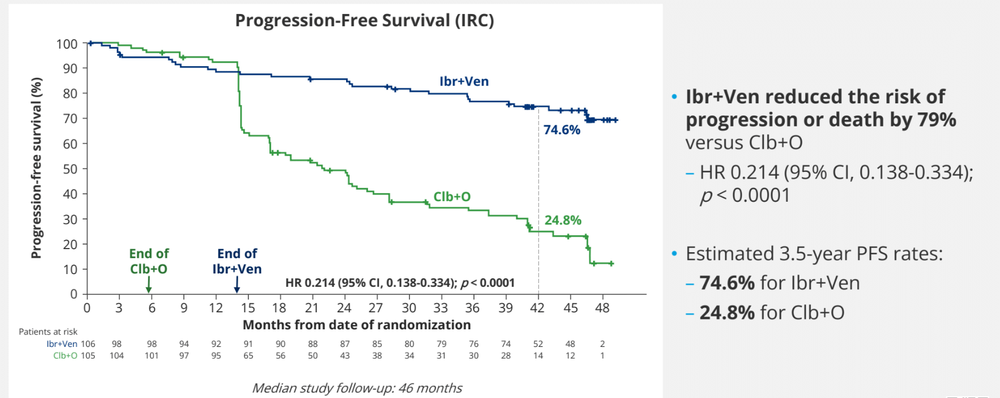 Progression-Free Survival (IRC)
Progression-free survival (%)
100
90
80
70
60
50
40
30
20
10
0
Ibr+Ven
74.6%
Clb+O
24.8%
End of
Clb+O
End of
Ibr+Ven
HR 0.214 (95% CI, 0.138-0.334); p < 0.0001
0 3 6 9 12 15 18 21 24 27 30 33 36 39 42 45 48
Months from date of randomization
Patients at risk
Ibr+Ven 106 98 98 94 92 91 90 88 87 85 80 79 76 74 52 48 2
Clb+O 105 104 101 97 95 65 56 50 43 38 34 31 30 28 14 12 1
Median study follow-up: 46 months
• Ibr+Ven reduced the risk of
progression or death by 79%
versus Clb+O
– HR 0.214 (95% CI, 0.138-0.334);
p < 0.0001
• Estimated 3.5-year PFS rates:
– 74.6% for Ibr+Ven
– 24.8% for Clb+O